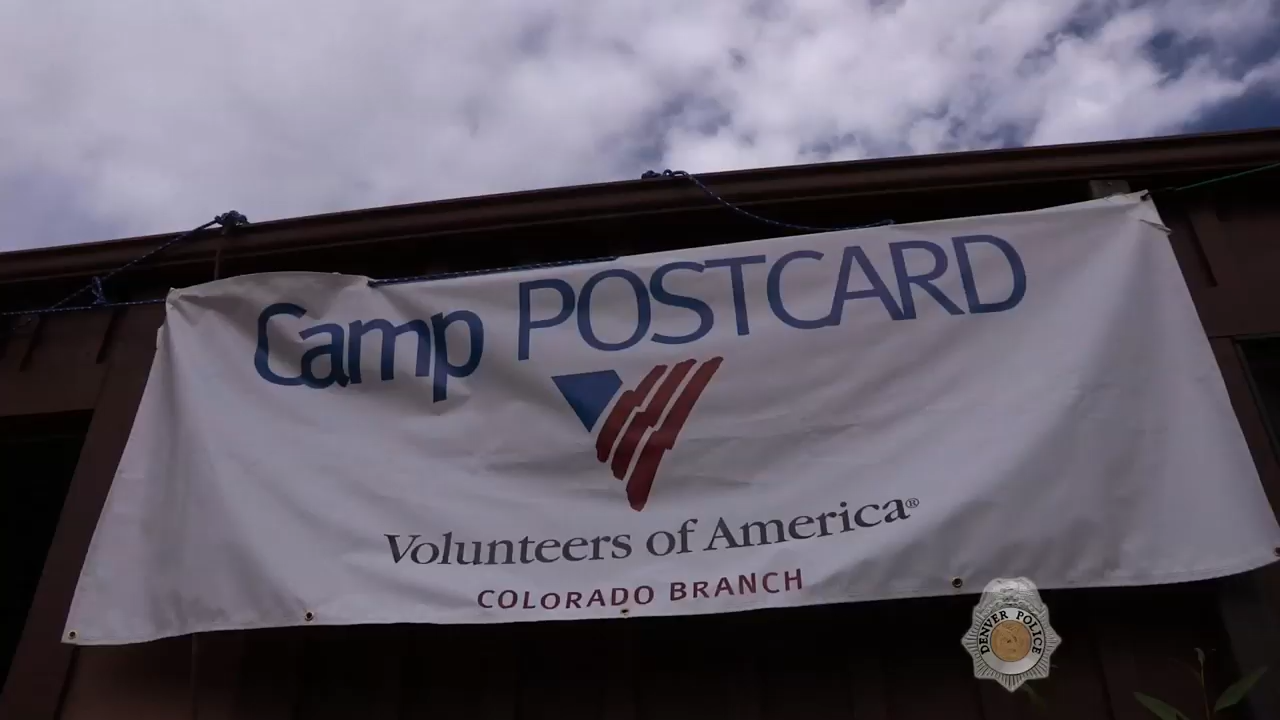 Camp POSTCARD
Volunteers of America®
COLORADO BRANCH
DENVER POLICE